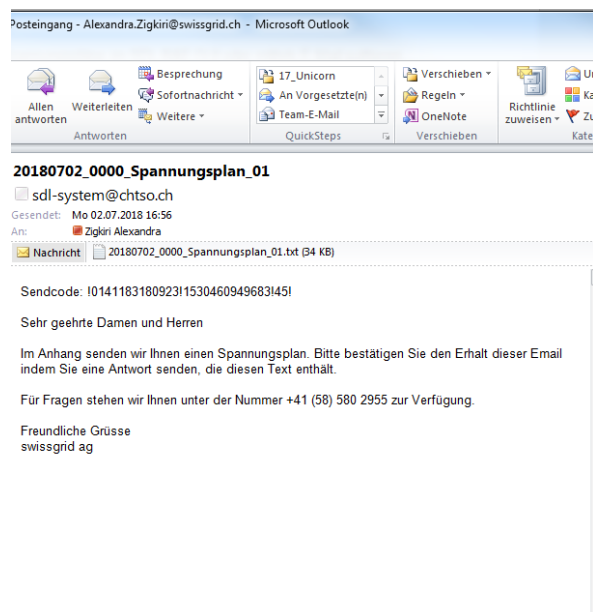 Posteingang - Alexandra.Zigkiri@swissgrid.ch - Microsoft Outlook
Allen antworten
Weiterleiten
Besprechung
Sofortnachricht
Weitere
Antworten
17_Unicorn
An Vorgesetzte(n)
Team-E-Mail
QuickSteps
Verschieben
Regeln
OneNote
Verschieben
Richtlinie zuweisen
20180702_0000_Spannungsplan_01
sdl-system@chtso.ch
Gesendet: Mo 02.07.2018 16:56
An: Zigkiri Alexandra
Nachricht 20180702_0000_Spannungsplan_01.txt (34 KB)
Sendcode: !0141183180923!1530460949683!45!
Sehr geehrte Damen und Herren
Im Anhang senden wir Ihnen einen Spannungsplan. Bitte bestätigen Sie den Erhalt dieser Email
indem Sie eine Antwort senden, die diesen Text enthält.
Für Fragen stehen wir Ihnen unter der Nummer +41 (58) 580 2955 zur Verfügung.
Freundliche Grüsse
swissgrid ag